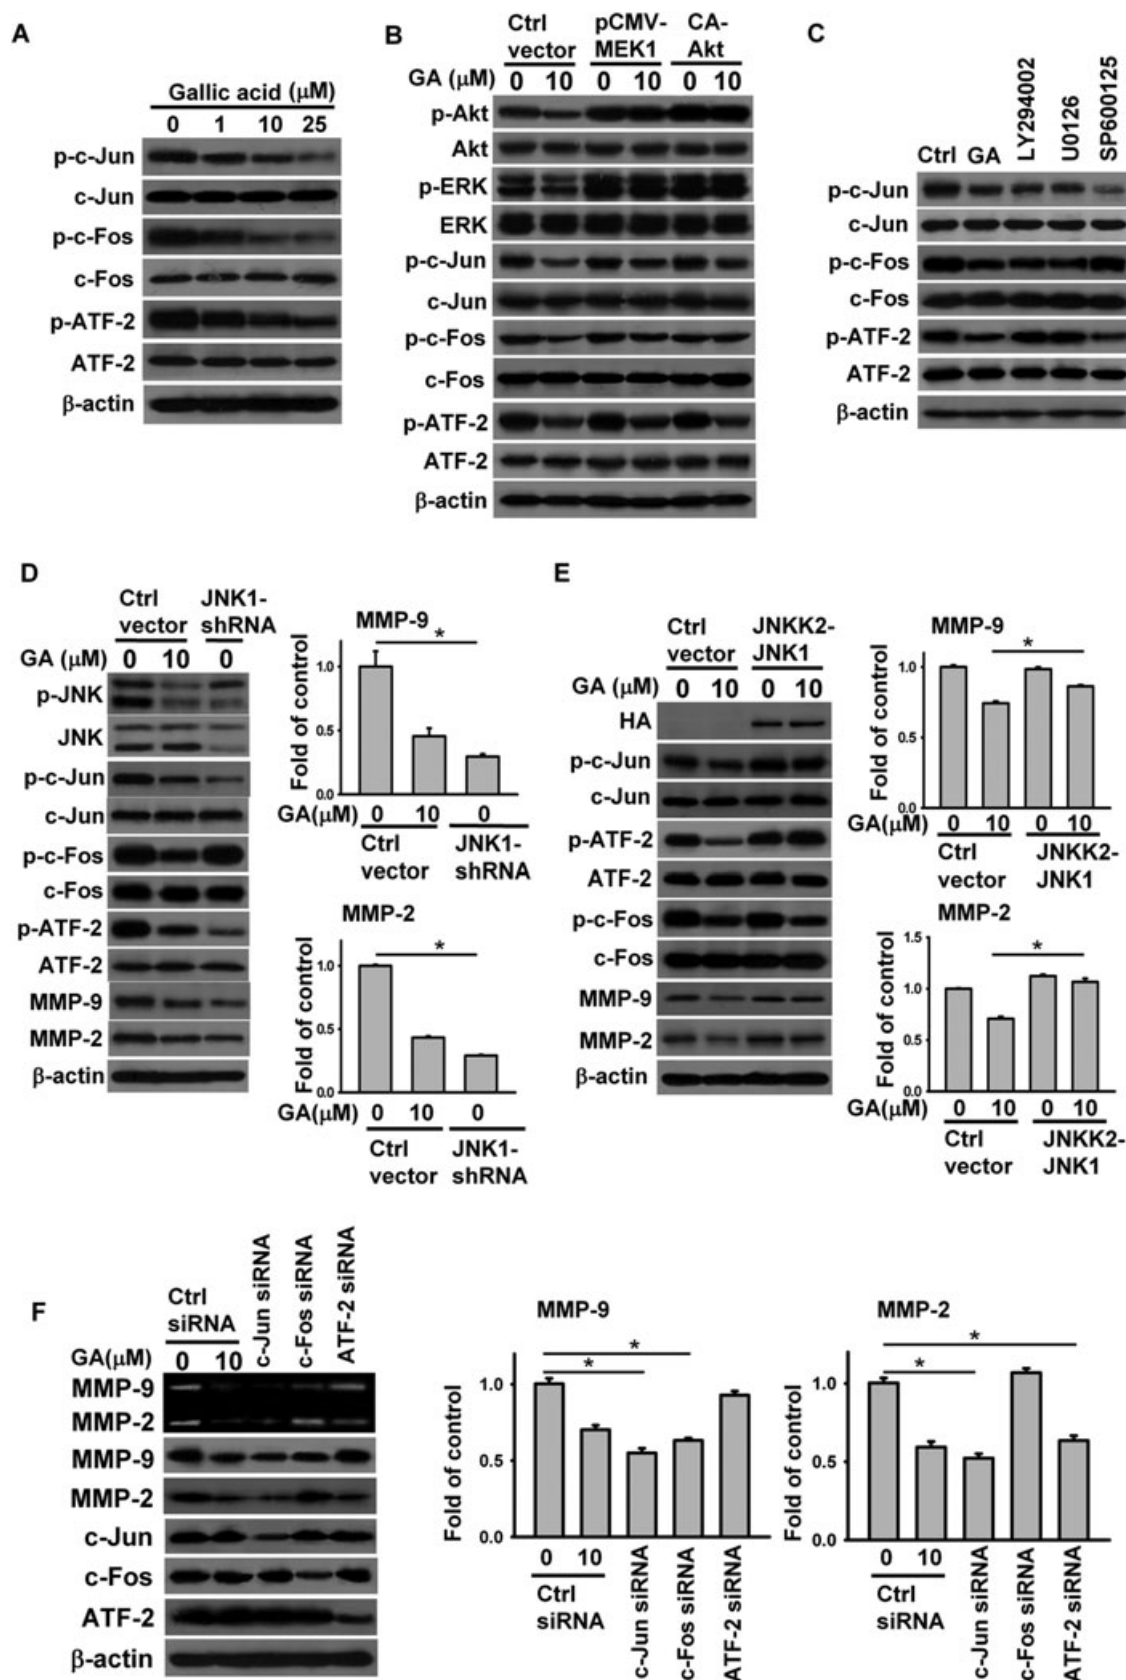 A
Gallic acid (μM)
0 1 10 25
p-c-Jun
c-Jun
p-c-Fos
c-Fos
p-ATF-2
ATF-2
β-actin
B
Ctrl vector
pCMV-MEK1
CA-Akt
GA (μM) 0 10 0 10 0 10
p-Akt
Akt
p-ERK
ERK
p-c-Jun
c-Jun
p-c-Fos
c-Fos
p-ATF-2
ATF-2
β-actin
C
Ctrl GA LY294002 U0126 SP600125
p-c-Jun
c-Jun
p-c-Fos
c-Fos
p-ATF-2
ATF-2
β-actin
D
Ctrl vector
JNK1-shRNA
GA (μM) 0 10 0
p-JNK
JNK
p-c-Jun
c-Jun
p-c-Fos
c-Fos
p-ATF-2
ATF-2
MMP-9
MMP-2
β-actin
MMP-9
*
Fold of control
1.0
0.5
0.0
GA(μM) 0 10 0
Ctrl vector
JNK1-shRNA
MMP-2
*
Fold of control
1.0
0.5
0.0
GA(μM) 0 10 0
Ctrl vector
JNK1-shRNA
E
Ctrl vector
JNKK2-JNK1
GA (μM) 0 10 0 10
HA
p-c-Jun
c-Jun
p-ATF-2
ATF-2
p-c-Fos
c-Fos
MMP-9
MMP-2
β-actin
MMP-9
*
Fold of control
1.0
0.5
0.0
GA(μM) 0 10 0 10
Ctrl vector
JNKK2-JNK1
MMP-2
*
Fold of control
1.5
1.0
0.5
0.0
GA(μM) 0 10 0 10
Ctrl vector
JNKK2-JNK1
F
Ctrl siRNA
c-Jun siRNA
c-Fos siRNA
ATF-2 siRNA
GA(μM) 0 10
MMP-9
MMP-2
MMP-9
MMP-2
c-Jun
c-Fos
ATF-2
β-actin
MMP-9
*
*
Fold of control
1.0
0.5
0.0
0 10
Ctrl siRNA
c-Jun siRNA
c-Fos siRNA
ATF-2 siRNA
MMP-2
*
*
Fold of control
1.0
0.5
0.0
0 10
Ctrl siRNA
c-Jun siRNA
c-Fos siRNA
ATF-2 siRNA